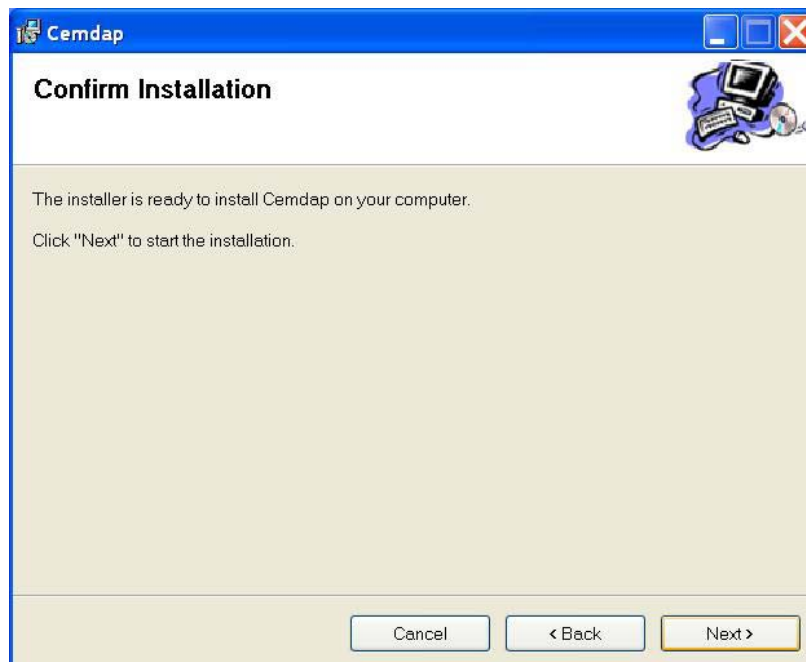 Cemdap
Confirm Installation
The installer is ready to install Cemdap on your computer.
Click "Next" to start the installation.
Cancel
< Back
Next >